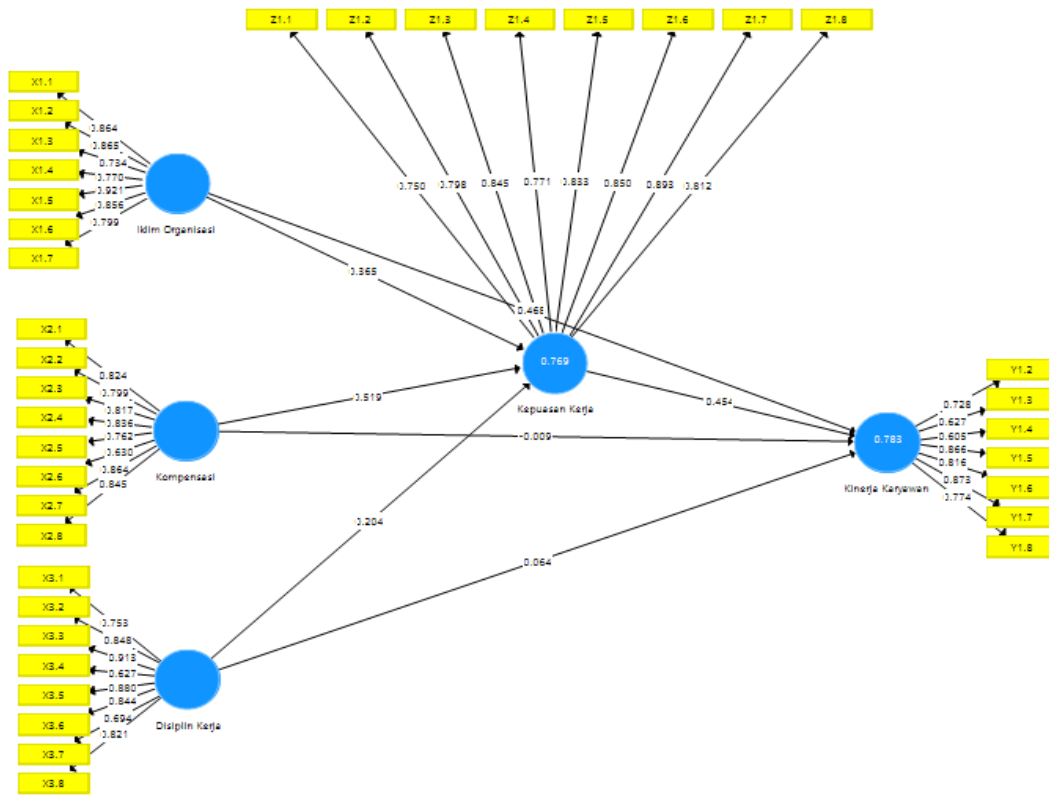 Z1.1 Z1.2 Z1.3 Z1.4 Z1.5 Z1.6 Z1.7 Z1.8
X1.1
X1.2
X1.3
X1.4
X1.5
X1.6
X1.7
0.864
0.865
0.734
0.770
0.921
0.856
0.799
Iklim Organisasi
0.750 0.798 0.845 0.771 0.833 0.850 0.893 0.812
0.365
0.468
X2.1
X2.2
X2.3
X2.4
X2.5
X2.6
X2.7
X2.8
0.824
0.799
0.817
0.836
0.762
0.630
0.864
0.845
Kompensasi
0.519
-0.009
0.769
Kepuasan Kerja
0.454
0.204
0.064
X3.1
X3.2
X3.3
X3.4
X3.5
X3.6
X3.7
X3.8
0.753
0.848
0.913
0.627
0.880
0.844
0.694
0.821
Disiplin Kerja
0.783
Kinerja Karyawan
0.728
0.627
0.605
0.866
0.816
0.873
0.774
Y1.2
Y1.3
Y1.4
Y1.5
Y1.6
Y1.7
Y1.8